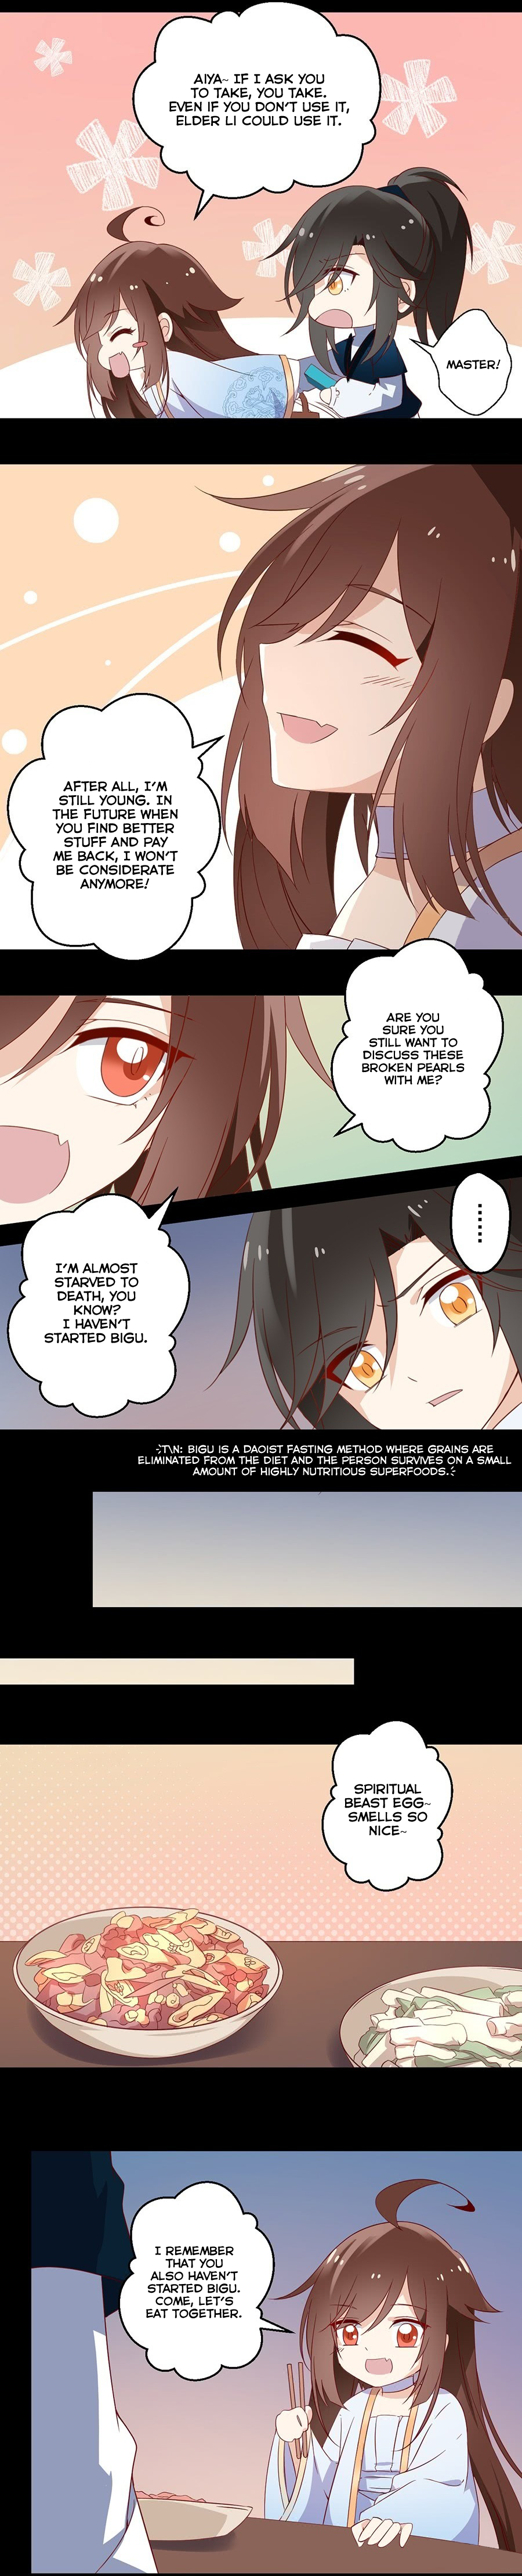 AIYA~ IF I ASK YOU
TO TAKE, YOU TAKE.
EVEN IF YOU DON'T USE IT,
ELDER LI COULD USE IT.
MASTER!
AFTER ALL, I'M
STILL YOUNG. IN
THE FUTURE WHEN
YOU FIND BETTER
STUFF AND PAY
ME BACK, I WON'T
BE CONSIDERATE
ANYMORE!
ARE YOU
SURE YOU
STILL WANT TO
DISCUSS THESE
BROKEN PEARLS
WITH ME?
......
I'M ALMOST
STARVED TO
DEATH, YOU
KNOW?
I HAVEN'T
STARTED BIGU.
-;T\N: BIGU IS A DAOIST FASTING METHOD WHERE GRAINS ARE
ELIMINATED FROM THE DIET AND THE PERSON SURVIVES ON A SMALL
AMOUNT OF HIGHLY NUTRITIOUS SUPERFOODS.;-
SPIRITUAL
BEAST EGG~
SMELLS SO
NICE~
I REMEMBER
THAT YOU
ALSO HAVEN'T
STARTED BIGU.
COME, LET'S
EAT TOGETHER.